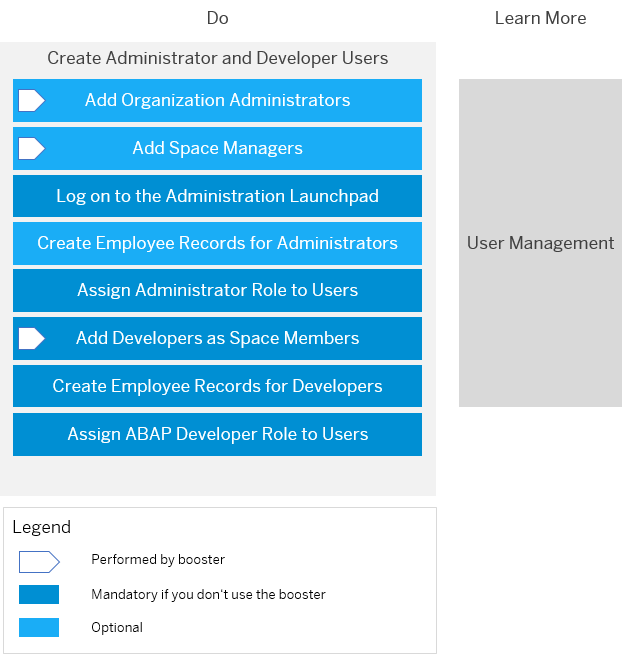 Do
Learn More
Create Administrator and Developer Users
Add Organization Administrators
Add Space Managers
Log on to the Administration Launchpad
Create Employee Records for Administrators
Assign Administrator Role to Users
Add Developers as Space Members
Create Employee Records for Developers
Assign ABAP Developer Role to Users
User Management
Legend
Performed by booster
Mandatory if you don't use the booster
Optional